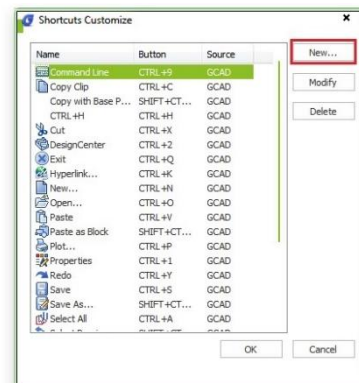 Shortcuts Customize
Name Button Source
Command Line CTRL+9 GCAD
Copy Clip CTRL+C GCAD
Copy with Base P... SHIFT+CT... GCAD
CTRL+H CTRL+H GCAD
Cut CTRL+X GCAD
DesignCenter CTRL+2 GCAD
Exit CTRL+Q GCAD
Hyperlink... CTRL+K GCAD
New... CTRL+N GCAD
Open... CTRL+O GCAD
Paste CTRL+V GCAD
Paste as Block SHIFT+CT... GCAD
Plot... CTRL+P GCAD
Properties CTRL+1 GCAD
Redo CTRL+Y GCAD
Save CTRL+S GCAD
Save As... SHIFT+CT... GCAD
Select All CTRL+A GCAD
New...
Modify
Delete
OK Cancel